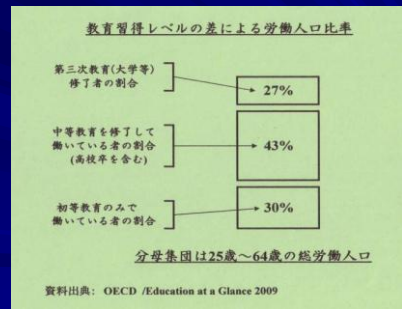 教育習得レベルの差による労働人口比率
第三次教育(大学等)
修了者の割合
27%
中等教育を修了して
働いている者の割合
(高校卒を含む)
43%
初等教育のみで
働いている者の割合
30%
分母集団は25歳～64歳の総労働人口
資料出典: OECD /Education at a Glance 2009